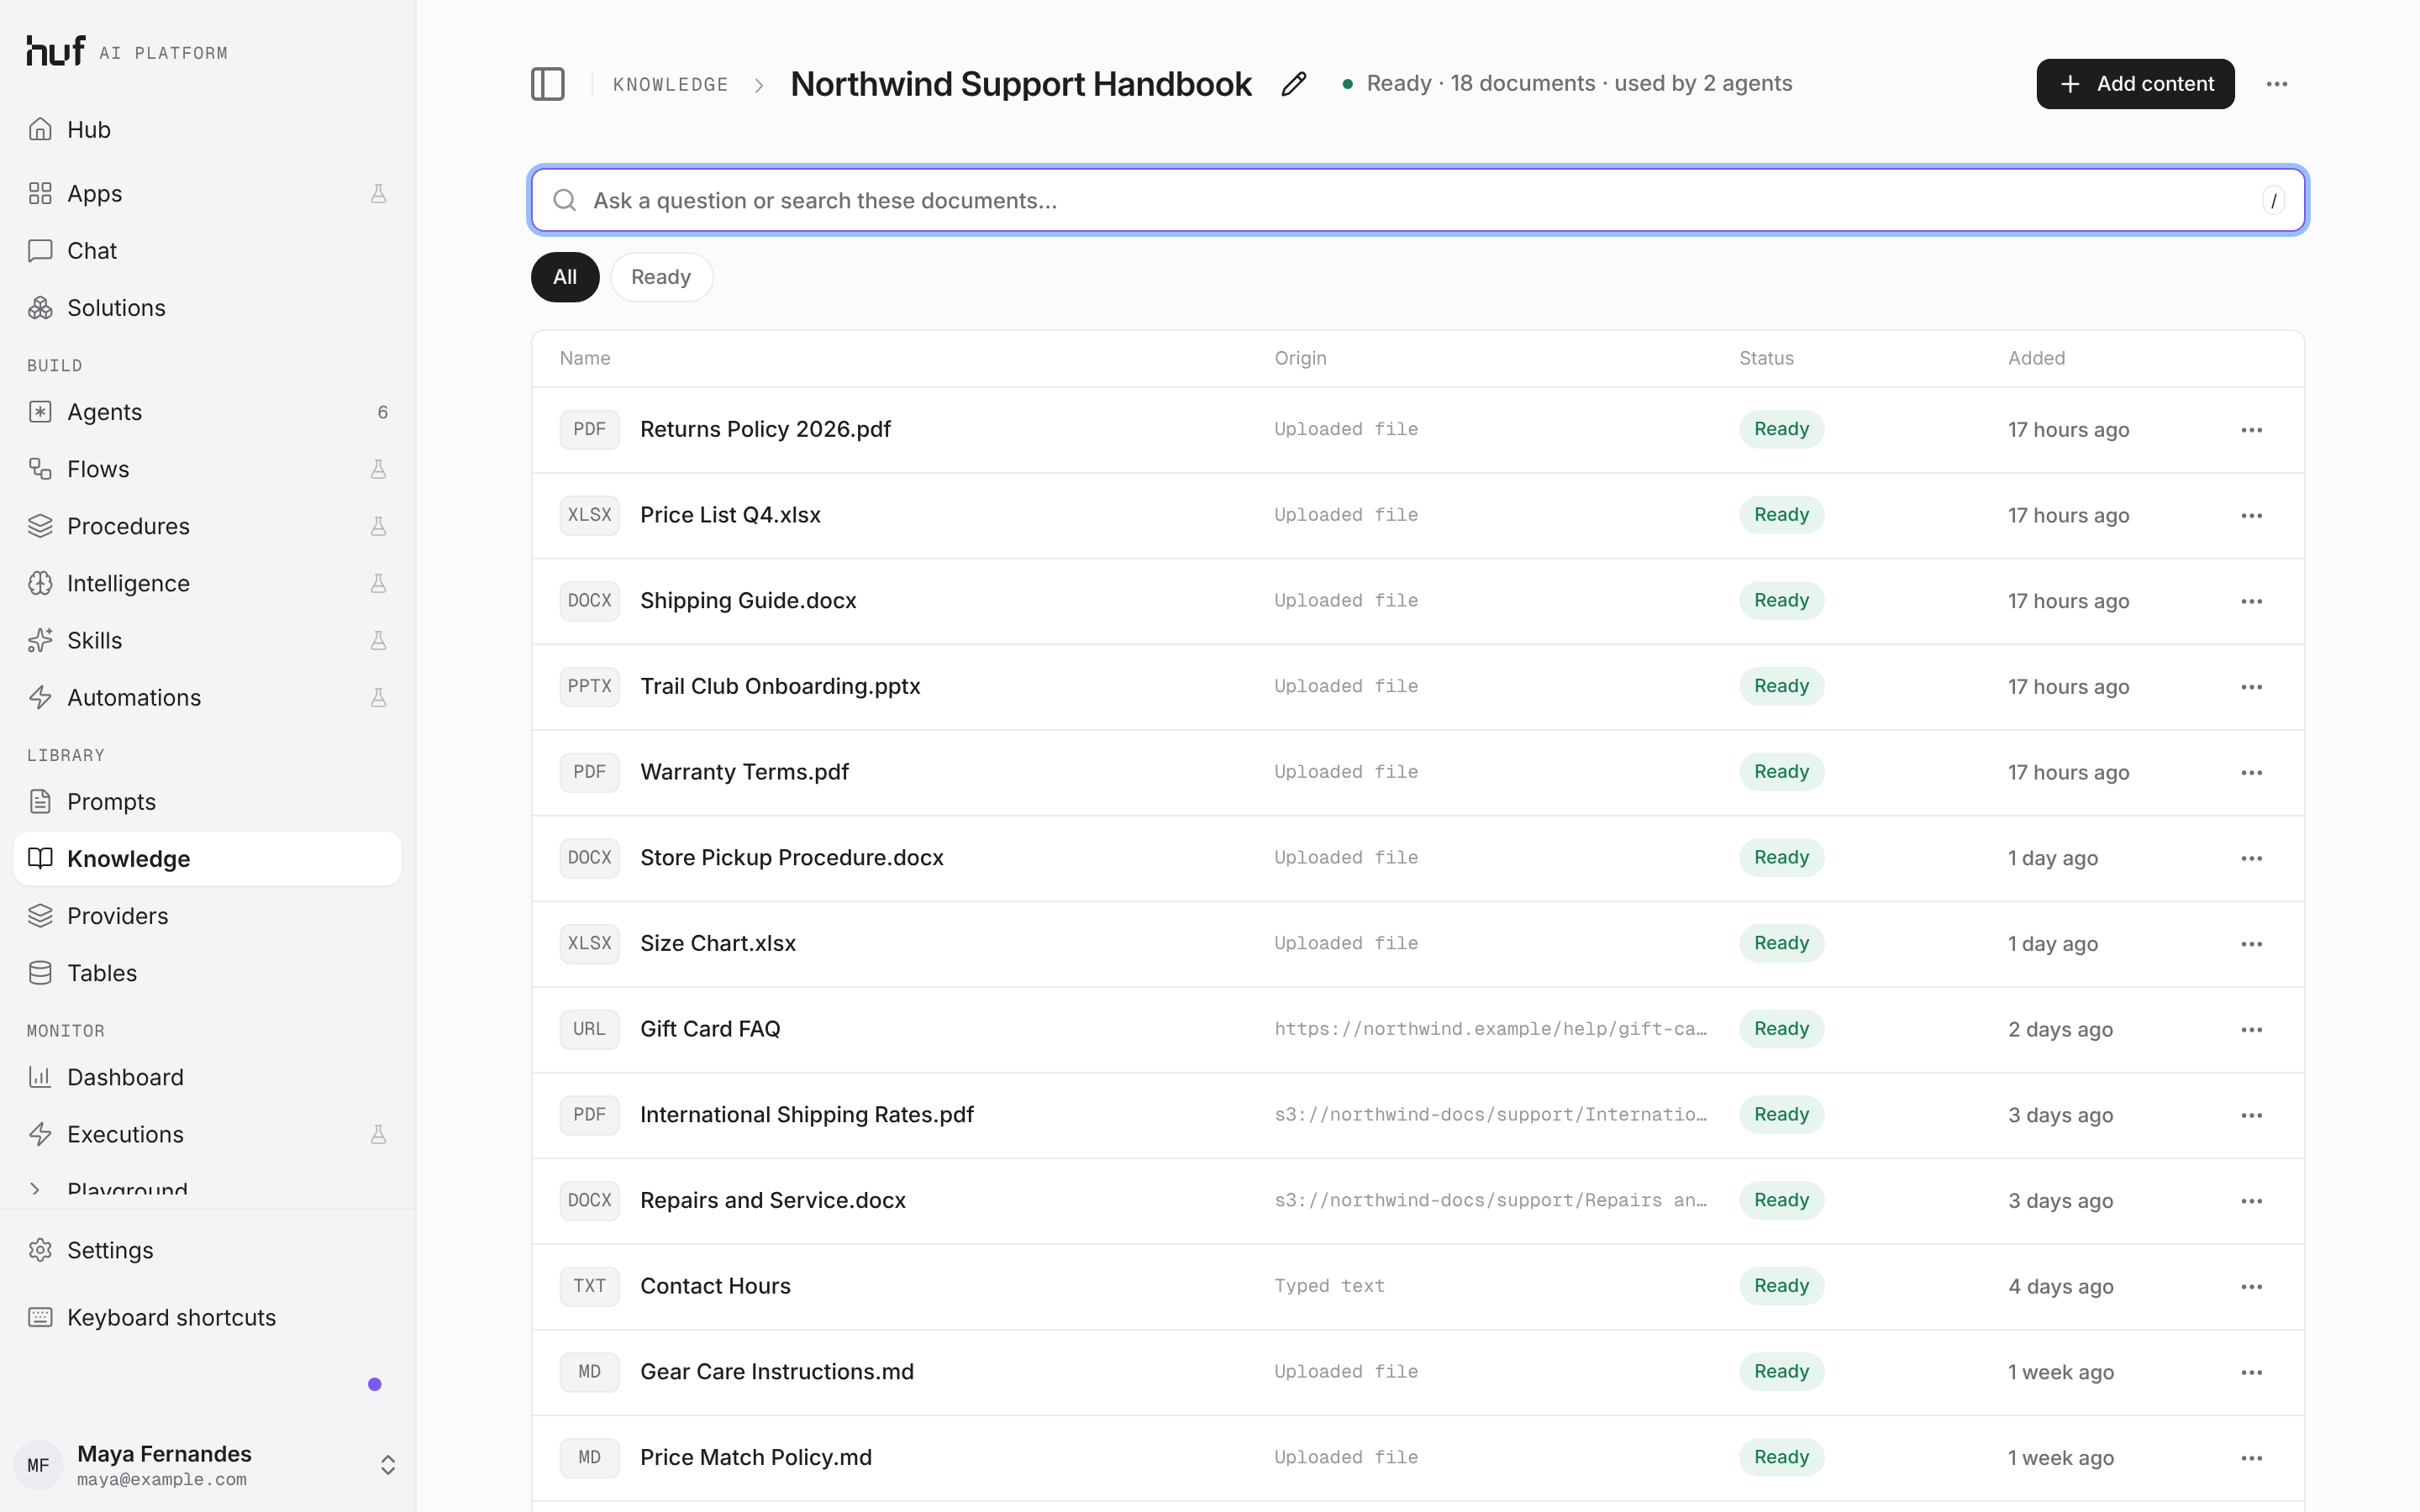 huf AI PLATFORM
Hub
Apps
Chat
Solutions
BUILD
Agents 6
Flows
Procedures
Intelligence
Skills
Automations
LIBRARY
Prompts
Knowledge
Providers
Tables
MONITOR
Dashboard
Executions
Playground
Settings
Keyboard shortcuts
MF Maya Fernandes
maya@example.com
KNOWLEDGE > Northwind Support Handbook Ready · 18 documents · used by 2 agents + Add content
Ask a question or search these documents... /
All Ready
Name Origin Status Added
PDF Returns Policy 2026.pdf Uploaded file Ready 17 hours ago
XLSX Price List Q4.xlsx Uploaded file Ready 17 hours ago
DOCX Shipping Guide.docx Uploaded file Ready 17 hours ago
PPTX Trail Club Onboarding.pptx Uploaded file Ready 17 hours ago
PDF Warranty Terms.pdf Uploaded file Ready 17 hours ago
DOCX Store Pickup Procedure.docx Uploaded file Ready 1 day ago
XLSX Size Chart.xlsx Uploaded file Ready 1 day ago
URL Gift Card FAQ https://northwind.example/help/gift-ca… Ready 2 days ago
PDF International Shipping Rates.pdf s3://northwind-docs/support/Internatio… Ready 3 days ago
DOCX Repairs and Service.docx s3://northwind-docs/support/Repairs an… Ready 3 days ago
TXT Contact Hours Typed text Ready 4 days ago
MD Gear Care Instructions.md Uploaded file Ready 1 week ago
MD Price Match Policy.md Uploaded file Ready 1 week ago